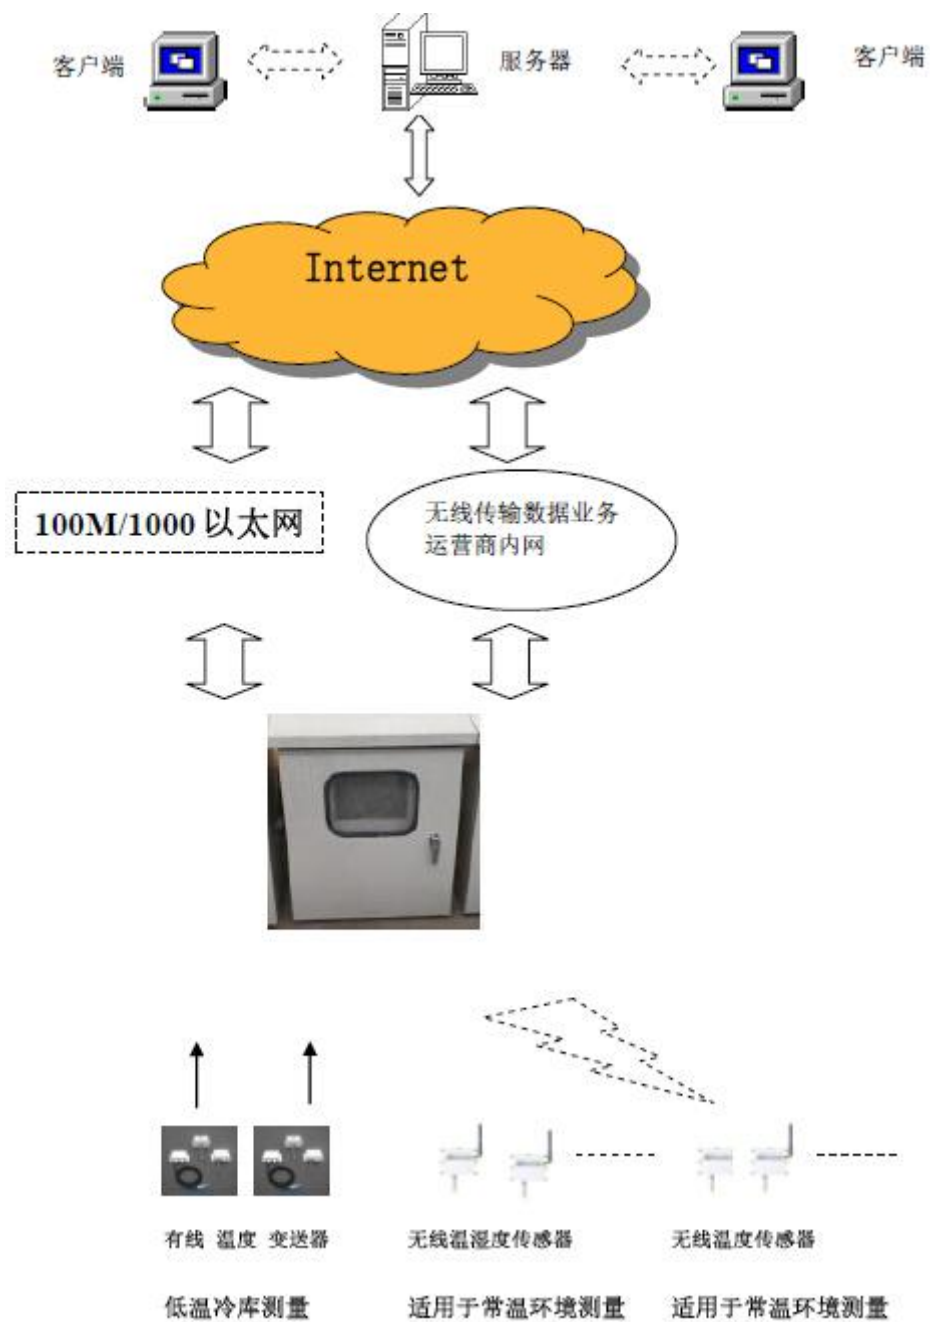 客户端
服务器
客户端
Internet
100M/1000 以太网
无线传输数据业务
运营商内网
有线 温度 变送器
无线温湿度传感器
无线温度传感器
低温冷库测量
适用于常温环境测量
适用于常温环境测量